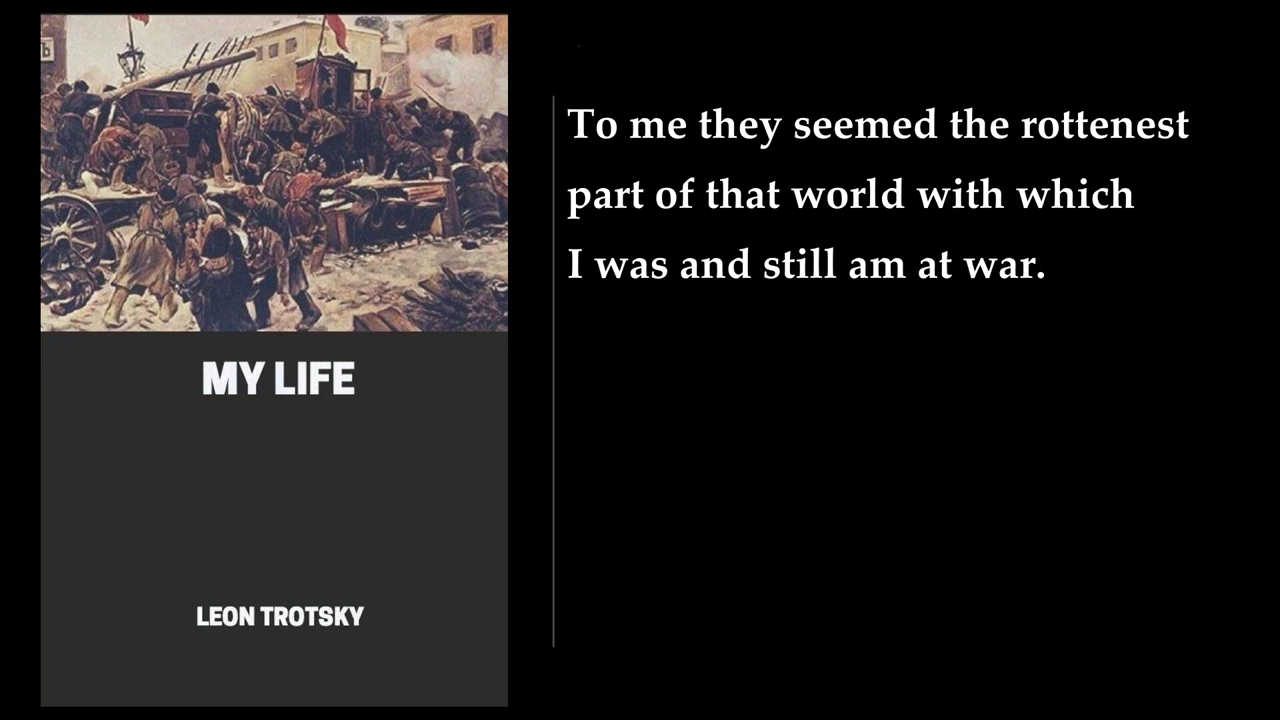 MY LIFE
LEON TROTSKY
To me they seemed the rottenest
part of that world with which
I was and still am at war.